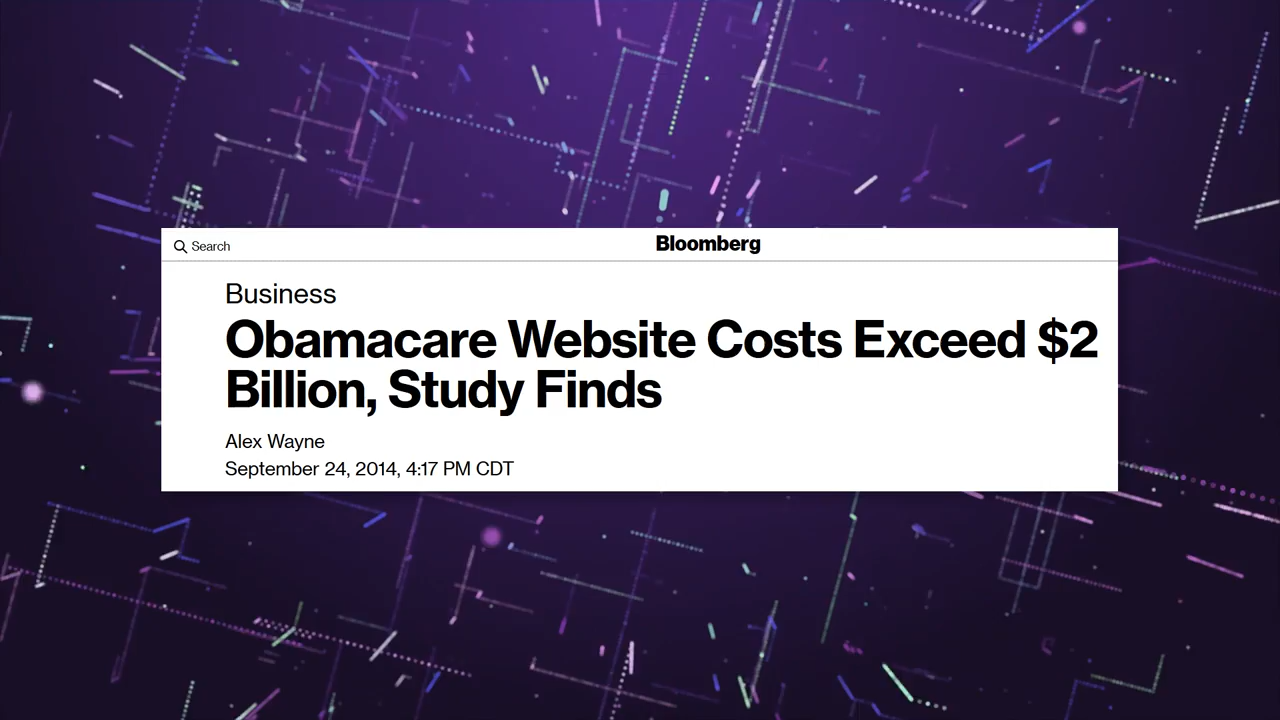 Search
Bloomberg
Business
Obamacare Website Costs Exceed $2
Billion, Study Finds
Alex Wayne
September 24, 2014, 4:17 PM CDT